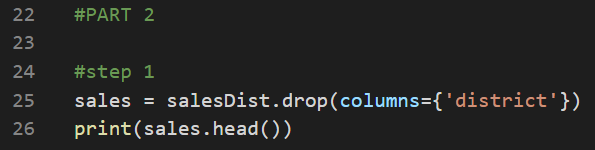 22 #PART 2
23
24 #step 1
25 sales = salesDist.drop(columns={'district'})
26 print(sales.head())